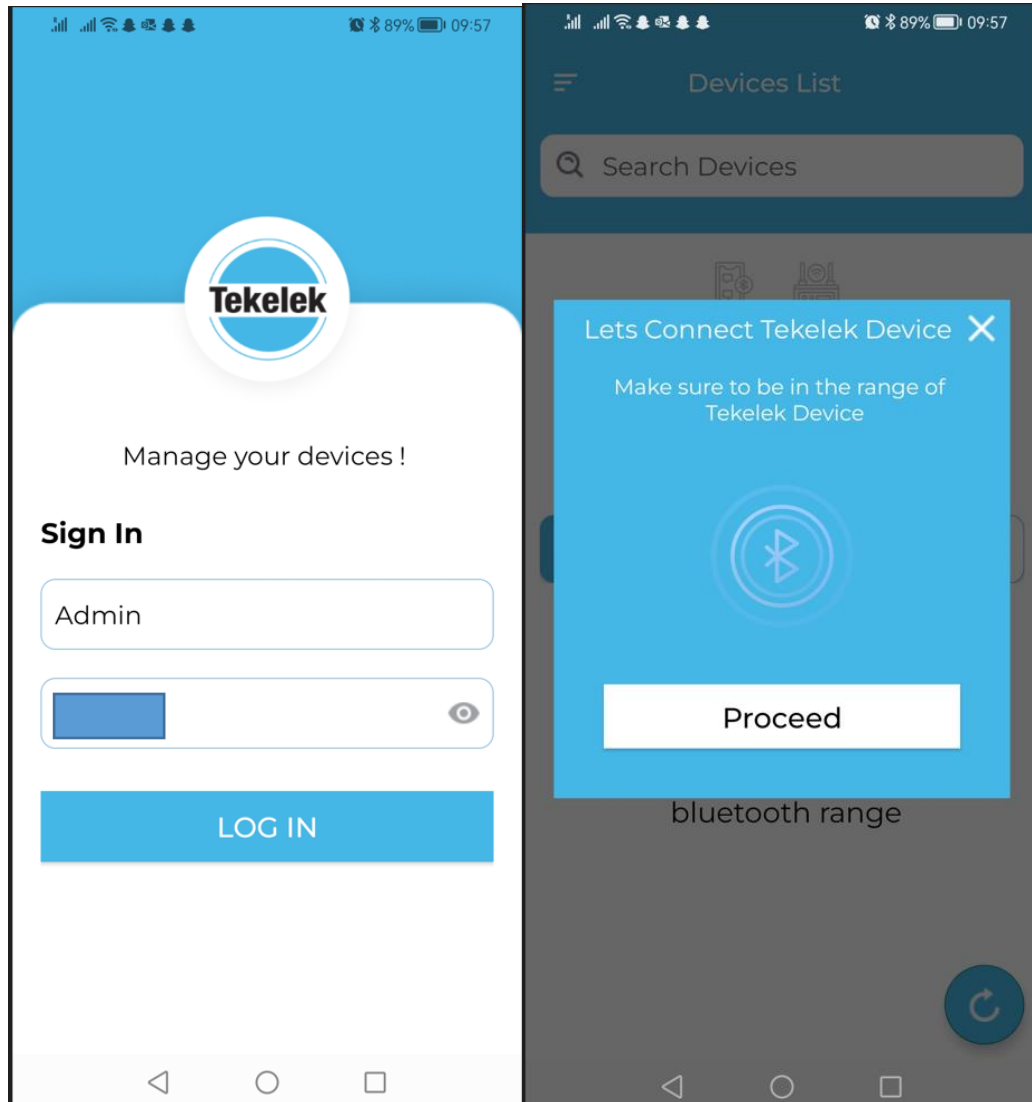 89% 09:57
Tekelek
Manage your devices !
Sign In
Admin
LOG IN
89% 09:57
Devices List
Search Devices
Lets Connect Tekelek Device
Make sure to be in the range of
Tekelek Device
Proceed
bluetooth range